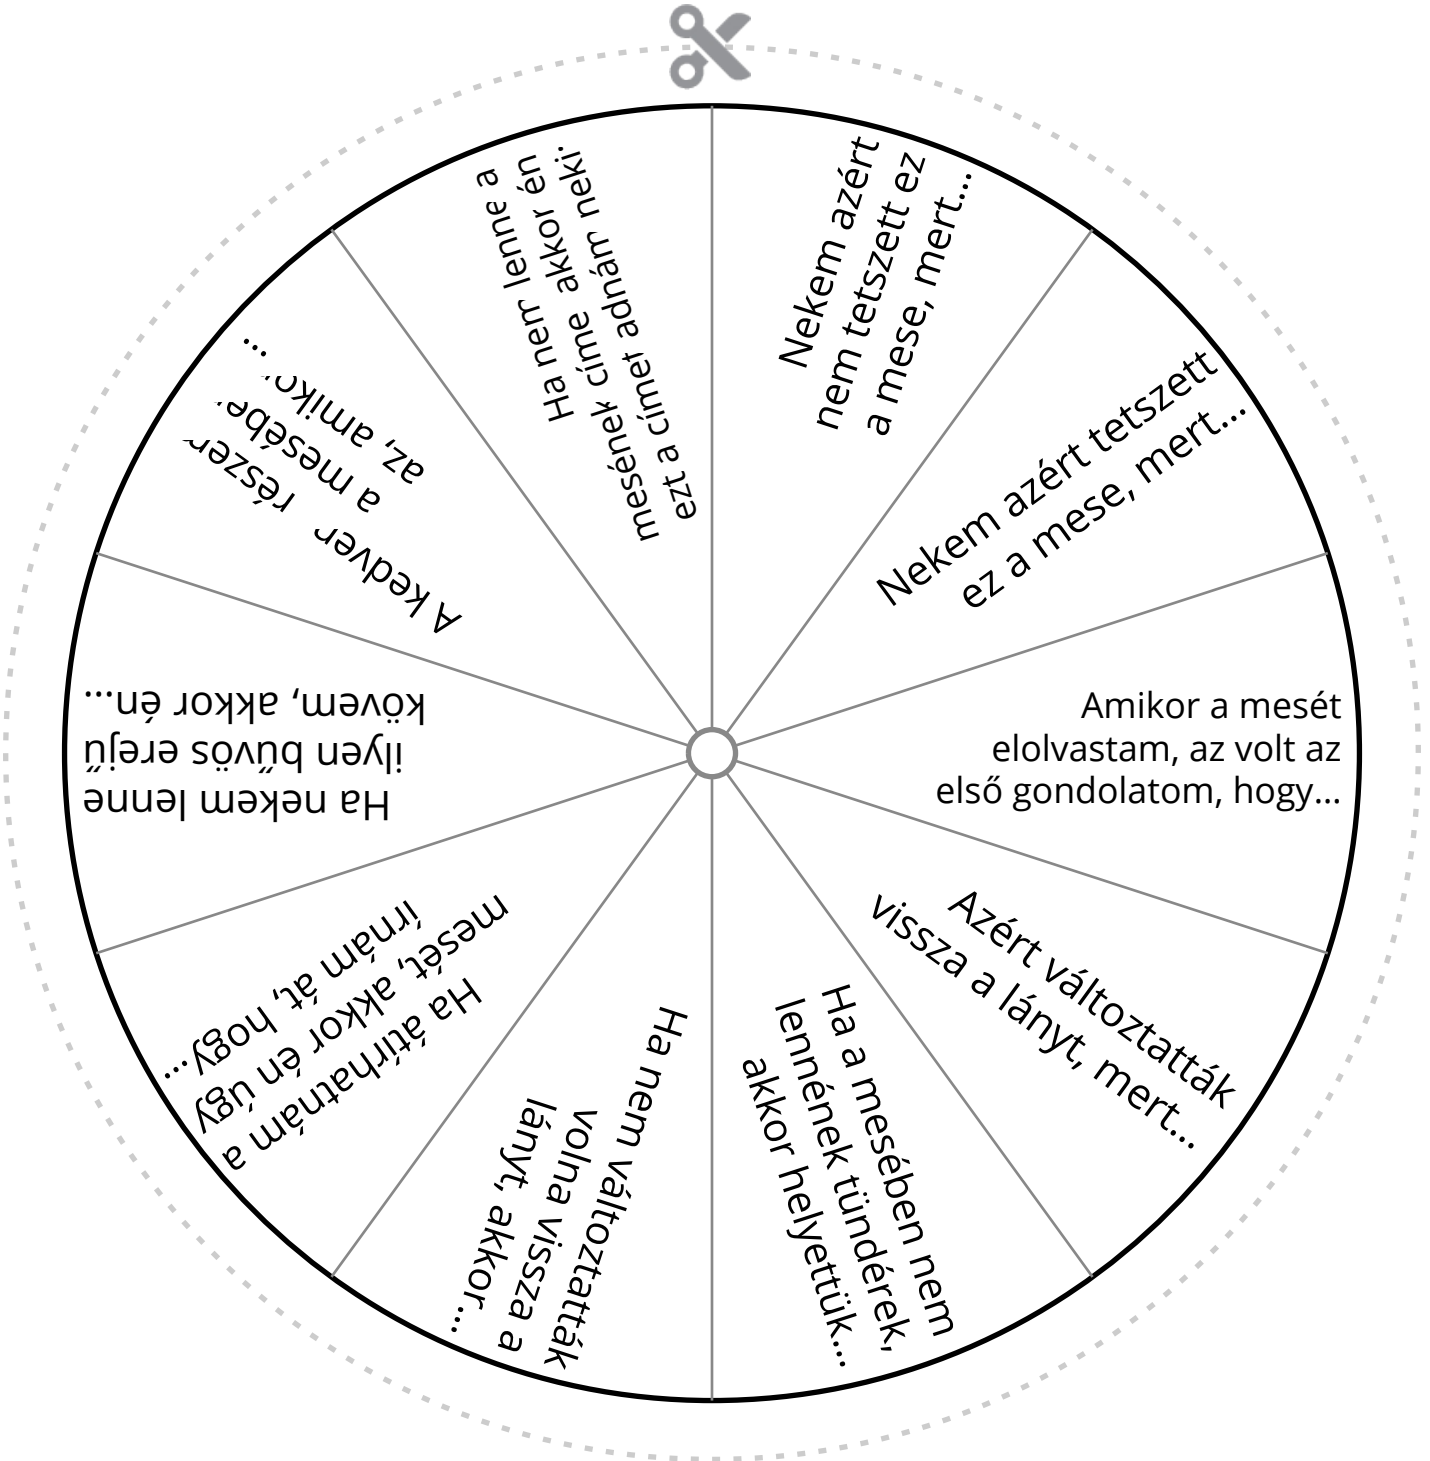 Nekem azért
nem tetszett ez
a mese, mert...
Nekem azért tetszett
ez a mese, mert...
Amikor a mesét
elolvastam, az volt az
első gondolatom, hogy...
Azért változtatták
vissza a lányt, mert...
Ha a mesében nem
lennének tündérek,
akkor helyettük...
Ha nem változtatták
volna vissza a
lányt, akkor...
Ha átírhatnám a
mesét, akkor én úgy
írnám át, hogy...
Ha nekem lenne
ilyen bűvös erejű
kövem, akkor én...
A
a
az, amikor
...
Ha nem lenne a
mesének címe akkor én
ezt a címet adnám neki: